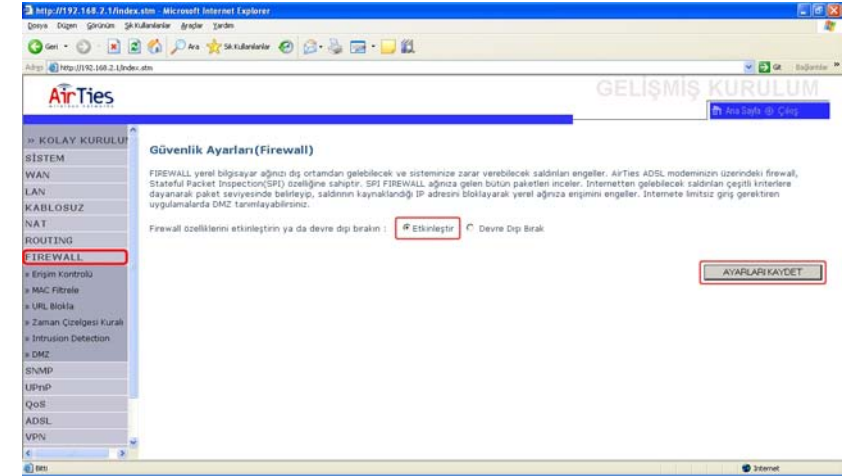 http://192.168.2.1/index.stm - Microsoft Internet Explorer
Dosya Düzen Görünüm Sık Kullanılanlar Araçlar Yardım
Geri Ara Sık Kullanılanlar
Adres http://192.168.2.1/index.stm Git Bağlantılar »
AirTies
GELİŞMİŞ KURULUM
Ana Sayfa Çıkış
» KOLAY KURULUM
SİSTEM
WAN
LAN
KABLOSUZ
NAT
ROUTING
FIREWALL
» Erişim Kontrolü
» MAC Filtrele
» URL Blokla
» Zaman Çizelgesi Kuralı
» Intrusion Detection
» DMZ
SNMP
UPnP
QoS
ADSL
VPN
Güvenlik Ayarları(Firewall)
FIREWALL yerel bilgisayar ağınızı dış ortamdan gelebilecek ve sisteminize zarar verebilecek saldırıları engeller. AirTies ADSL modeminizin üzerindeki firewall,
Stateful Packet Inspection(SPI) özelliğine sahiptir. SPI FIREWALL ağınıza gelen bütün paketleri inceler. Internetten gelebilecek saldırıları çeşitli kriterlere
dayanarak paket seviyesinde belirleyip, saldırının kaynaklandığı IP adresini bloklayarak yerel ağınıza erişimini engeller. Internete limitsiz giriş gerektiren
uygulamalarda DMZ tanımlayabilirsiniz.
Firewall özelliklerini etkinleştirin ya da devre dışı bırakın : Etkinleştir Devre Dışı Bırak
AYARLARI KAYDET
Bitti Internet